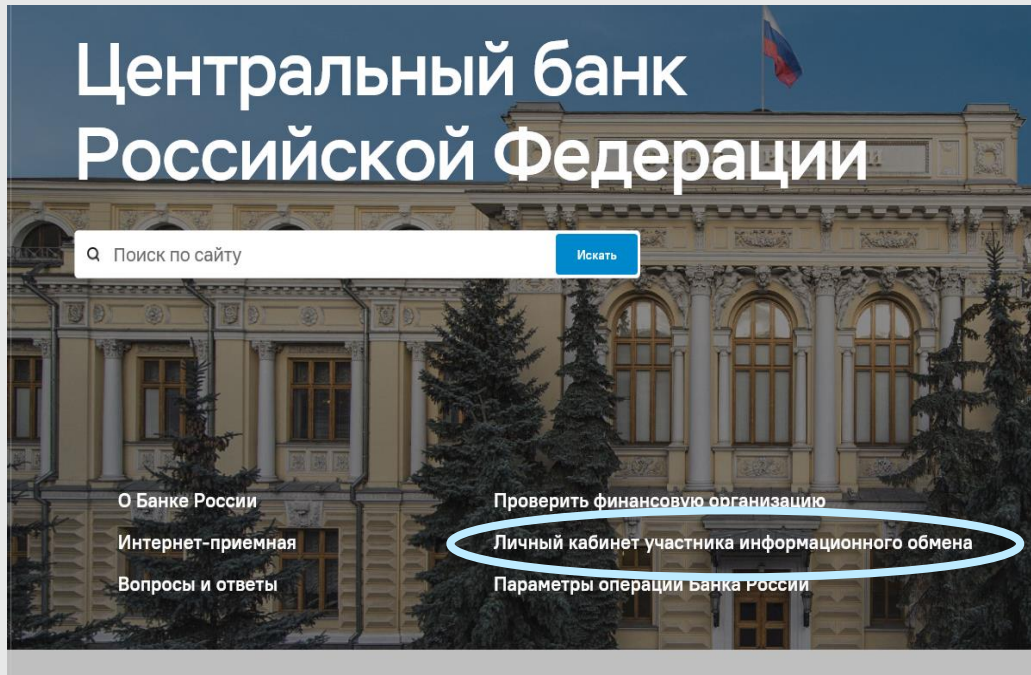 Центральный банк
Российской Федерации
Поиск по сайту
Искать
О Банке России
Проверить финансовую организацию
Интернет-приемная
Личный кабинет участника информационного обмена
Вопросы и ответы
Параметры операций Банка России